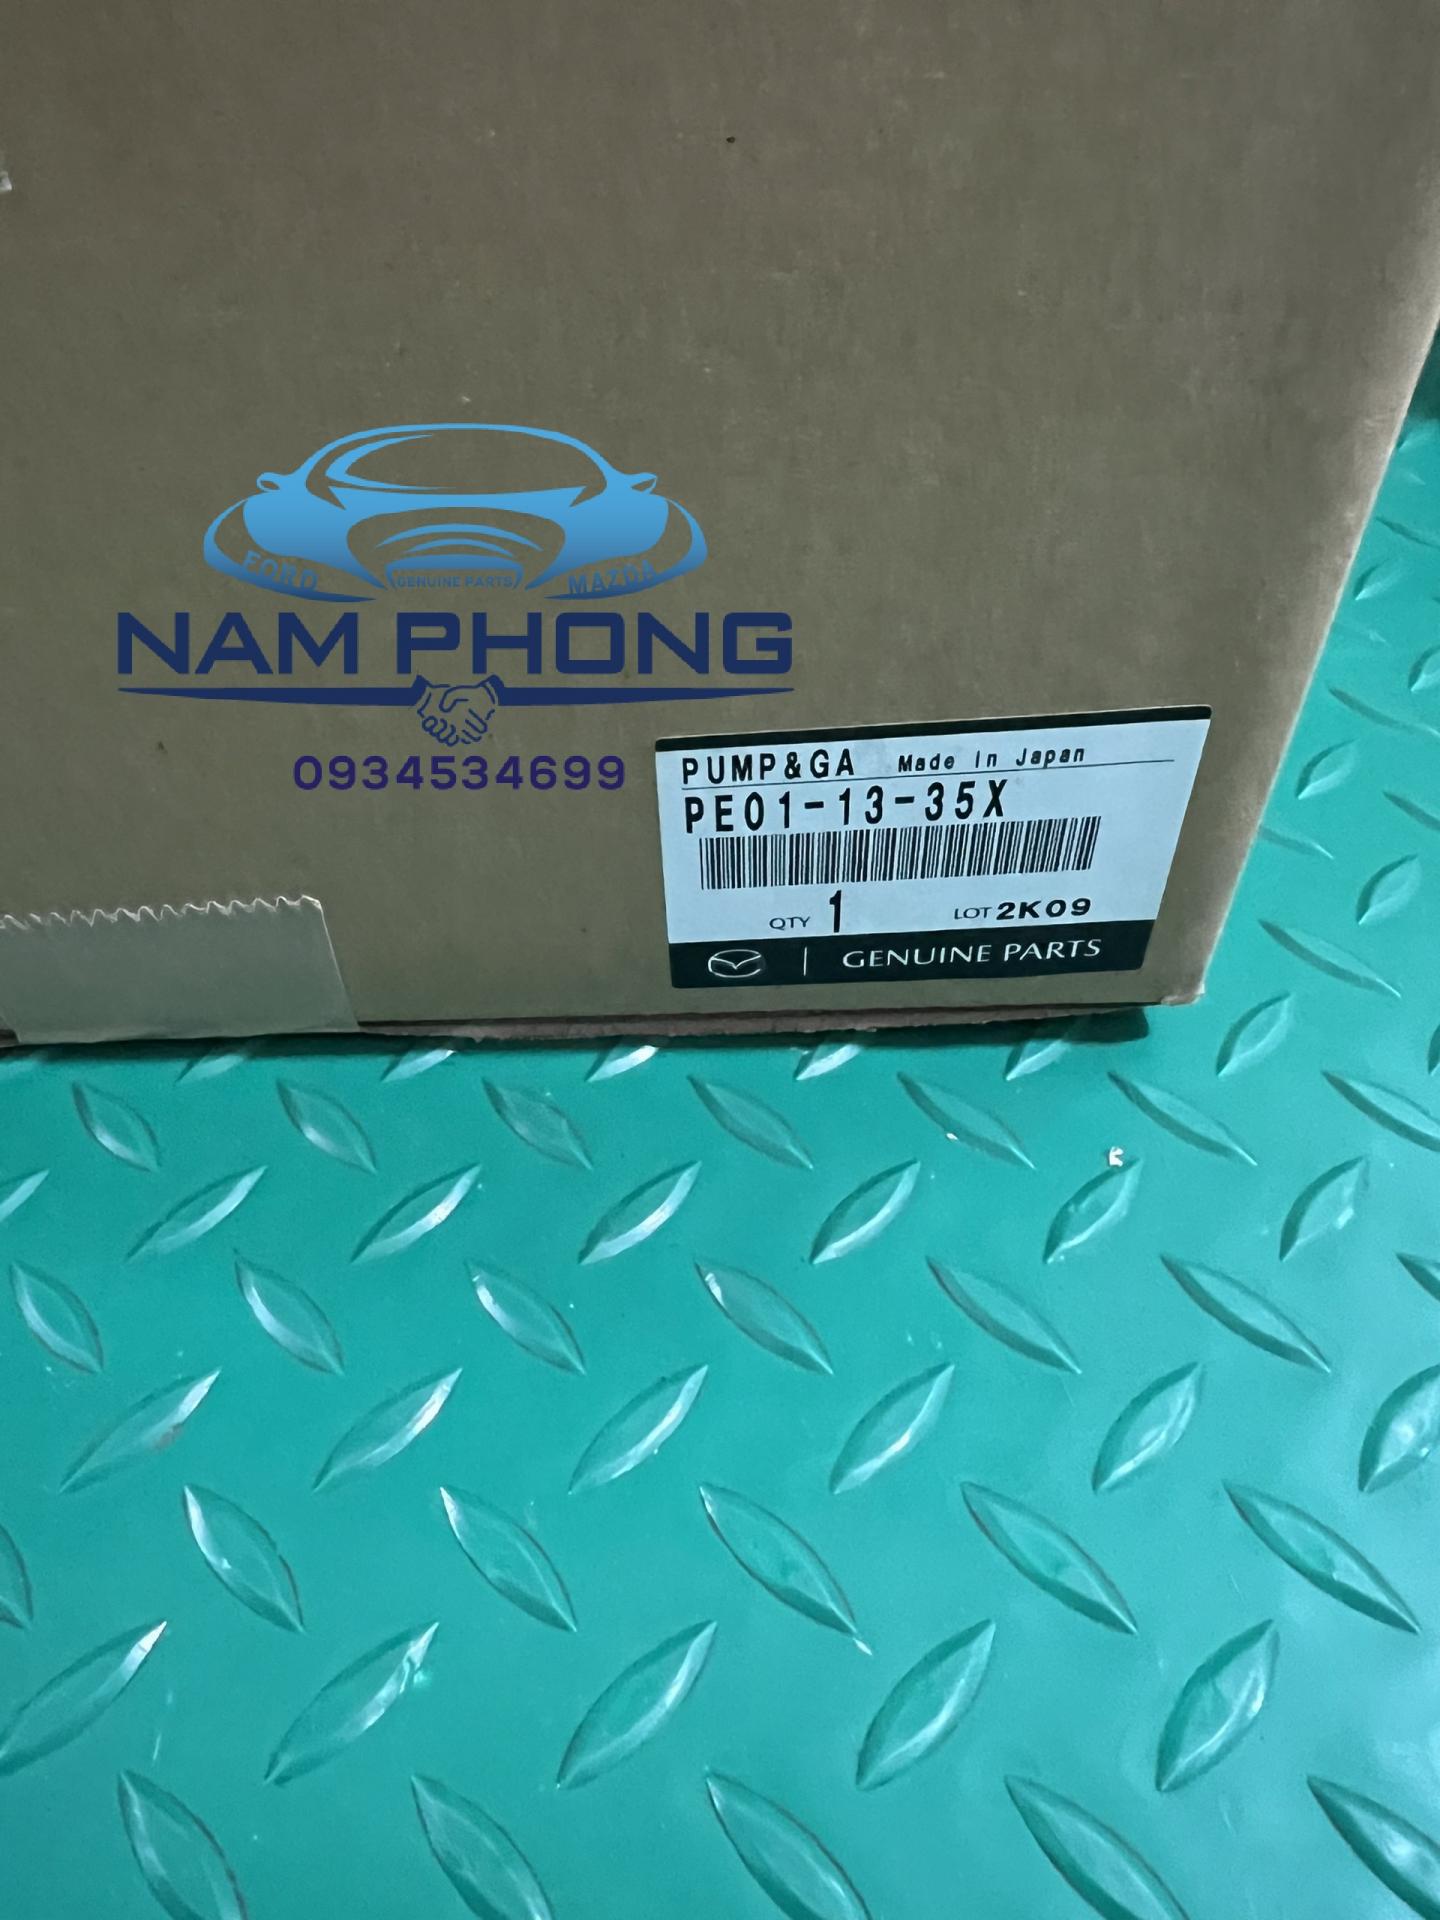 FORD
GENUINE PARTS
MAZDA
NAM PHONG
0934534699
PUMP&GA Made in Japan
PE01-13-35X
QTY 1 LOT 2K09
GENUINE PARTS